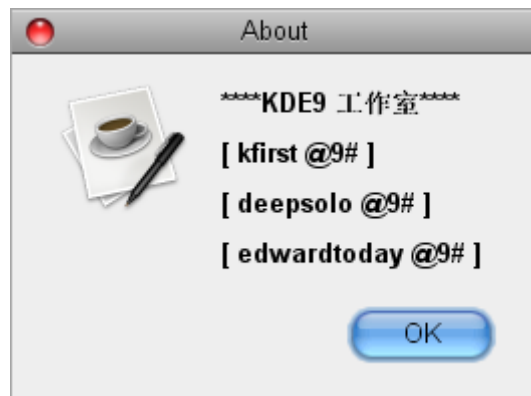 About
****KDE9 工作室****
[ kfirst @9# ]
[ deepsolo @9# ]
[ edwardtoday @9# ]
OK